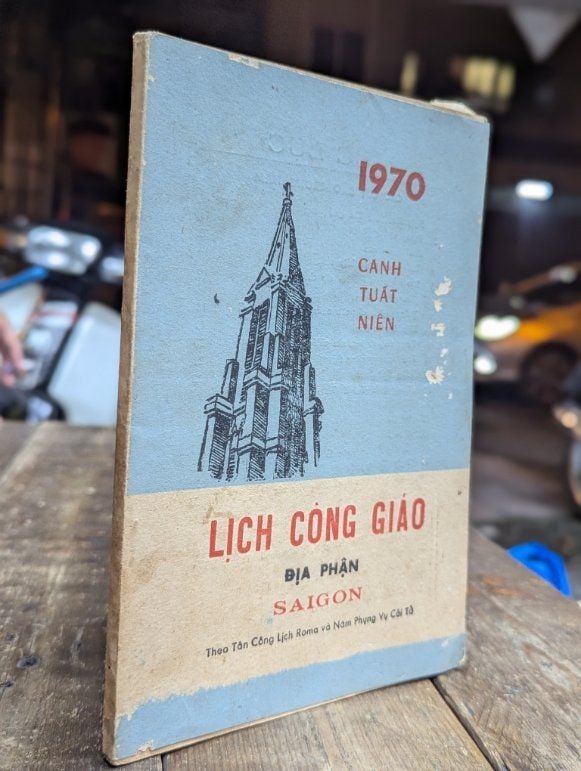 1970
CANH
TUẤT
NIÊN
LỊCH CÔNG GIÁO
ĐỊA PHẬN
SAIGON
Theo Tân Công Lịch Roma và Năm Phụng Vụ Cải Tổ